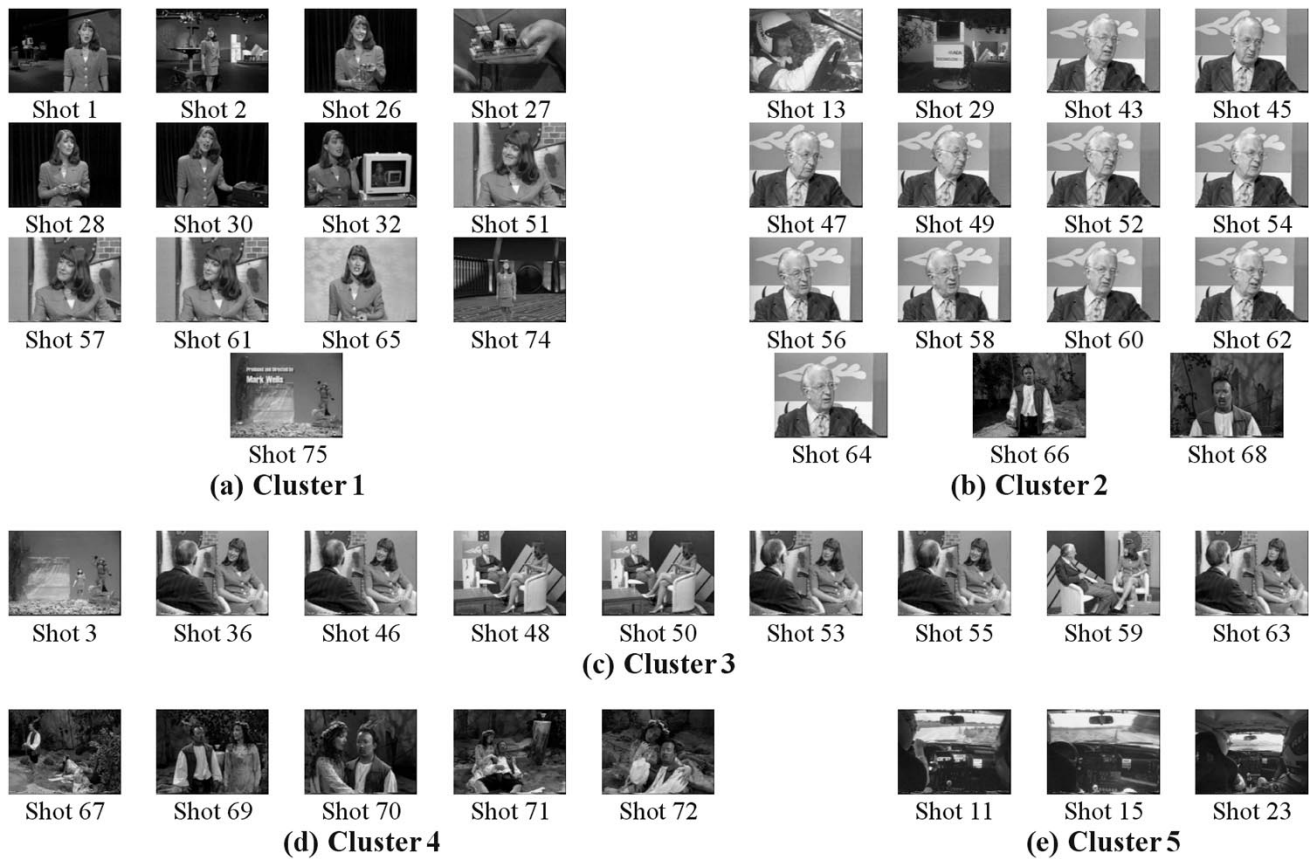 Shot 1 Shot 2 Shot 26 Shot 27
Shot 28 Shot 30 Shot 32 Shot 51
Shot 57 Shot 61 Shot 65 Shot 74
Produced and Directed by
Mark Wells
Shot 75
(a) Cluster 1
Shot 13 Shot 29 Shot 43 Shot 45
Shot 47 Shot 49 Shot 52 Shot 54
Shot 56 Shot 58 Shot 60 Shot 62
Shot 64 Shot 66 Shot 68
(b) Cluster 2
Shot 3 Shot 36 Shot 46 Shot 48 Shot 50 Shot 53 Shot 55 Shot 59 Shot 63
(c) Cluster 3
Shot 67 Shot 69 Shot 70 Shot 71 Shot 72
(d) Cluster 4
Shot 11 Shot 15 Shot 23
(e) Cluster 5